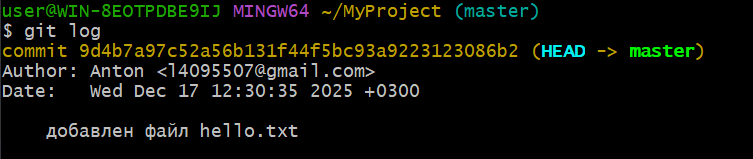 user@WIN-8EOTPDBE9IJ MINGW64 ~/MyProject (master)
$ git log
commit 9d4b7a97c52a56b131f44f5bc93a9223123086b2 (HEAD -> master)
Author: Anton <l4095507@gmail.com>
Date:   Wed Dec 17 12:30:35 2025 +0300
    добавлен файл hello.txt